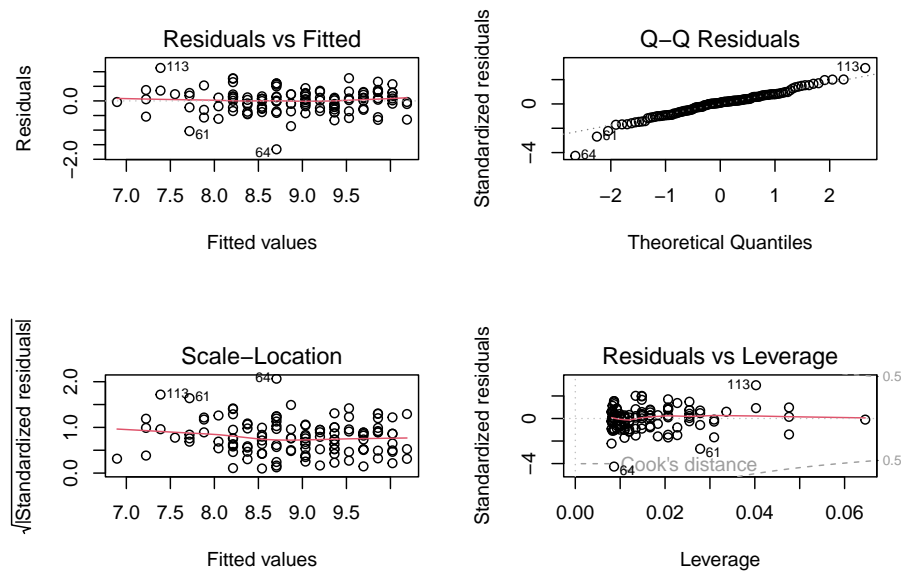 Residuals vs Fitted
Residuals
0.0
−2.0
113
61
64
7.0 7.5 8.0 8.5 9.0 9.5
Fitted values
Q−Q Residuals
Standardized residuals
0
−4
113
61
64
−2 −1 0 1 2
Theoretical Quantiles
Scale−Location
√|Standardized residuals|
2.0
1.0
0.0
113
61
64
7.0 7.5 8.0 8.5 9.0 9.5
Fitted values
Residuals vs Leverage
Standardized residuals
0
−4
113
61
64
Cook's distance
0.5
0.5
0.00 0.02 0.04 0.06
Leverage